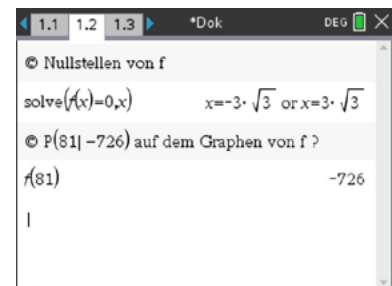 1.1 1.2 1.3 *Dok DEG
© Nullstellen von f
solve(f(x)=0,x) x=-3·√3 or x=3·√3
© P(81| -726) auf dem Graphen von f ?
f(81) -726